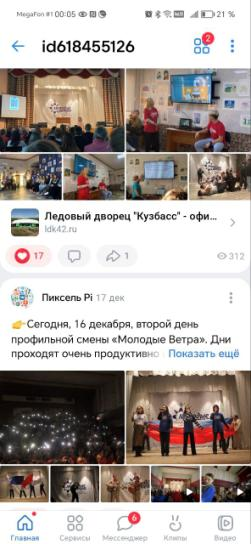 MegaFon #1 00:05
21 %
id618455126
2
Ледовый дворец "Кузбасс" - офи...
ldk42.ru
17
1
312
Пиксель Pi 17 дек
👉Сегодня, 16 декабря, второй день
профильной смены «Молодые Ветра». Дни
проходят очень продуктивно Показать ещё
6
Главная Сервисы Мессенджер Клипы Видео